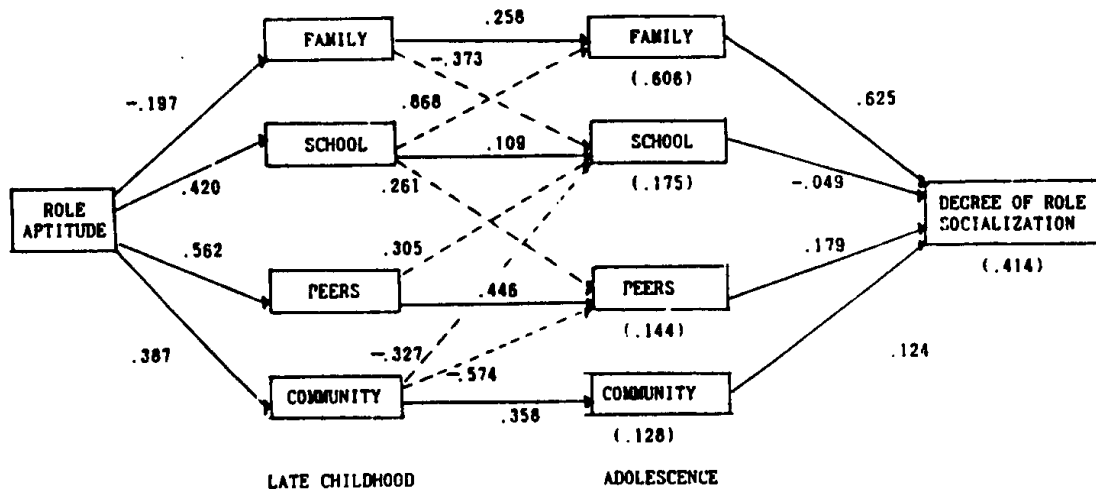 .258
FAMILY
FAMILY
-.373
(.606)
-.197
.868
.625
SCHOOL
.109
SCHOOL
.420
.261
(.175)
-.049
ROLE
APTITUDE
DECREE OF ROLE
SOCIALIZATION
.562
.305
.179
(.414)
PEERS
.446
PEERS
(.144)
.387
-.327
.124
-.574
COMMUNITY
COMMUNITY
.358
(.128)
LATE CHILDHOOD
ADOLESCENCE